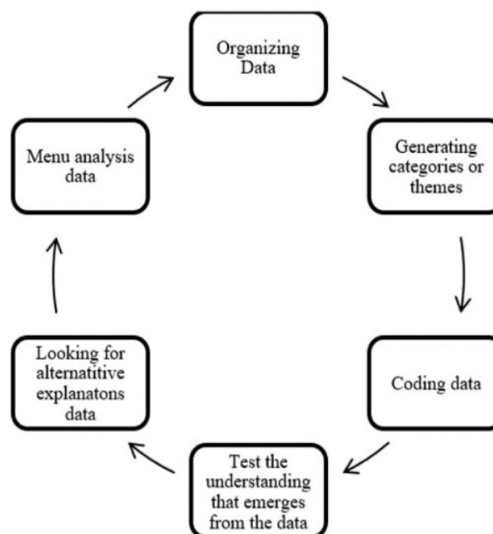 Organizing
Data
Generating
categories or
themes
Coding data
Test the
understanding
that emerges
from the data
Looking for
alternatitive
explanatons
data
Menu analysis
data